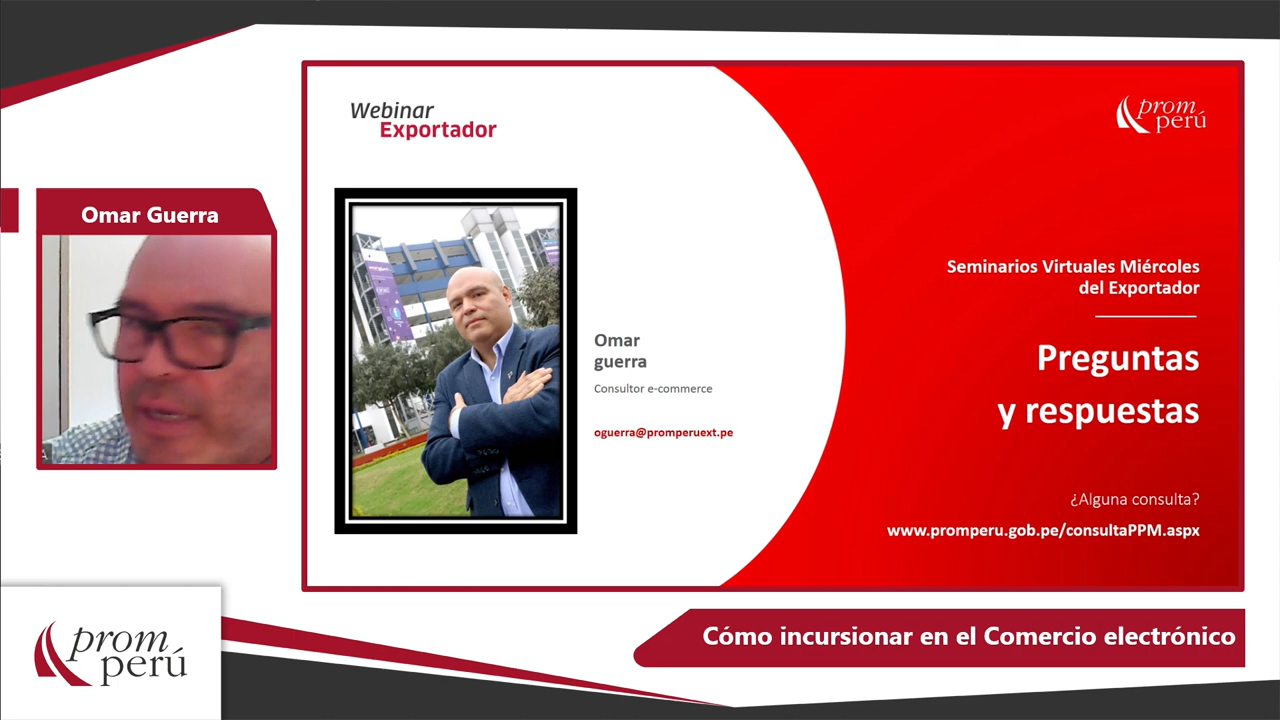 Webinar
Exportador
prom
perú
Omar Guerra
Seminarios Virtuales Miércoles
del Exportador
Preguntas
y respuestas
Omar
guerra
Consultor e-commerce
oguerra@promperuext.pe
¿Alguna consulta?
www.promperu.gob.pe/consultaPPM.aspx
prom
perú
Cómo incursionar en el Comercio electrónico